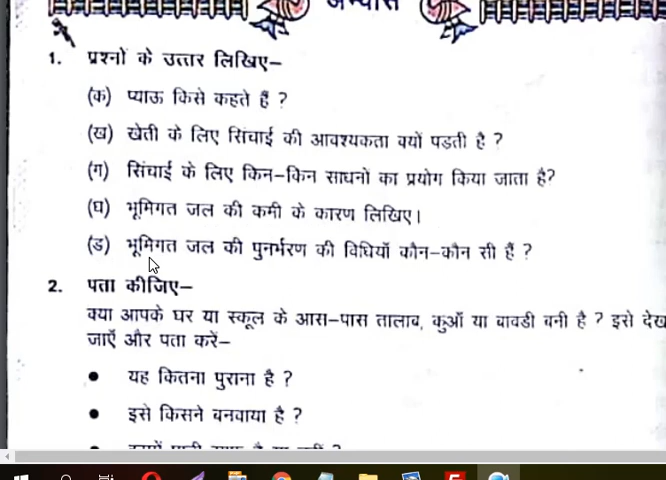 अभ्यास
1. प्रश्नों के उत्तर लिखिए–
(क) प्याऊ किसे कहते हैं ?
(ख) खेती के लिए सिंचाई की आवश्यकता क्यों पड़ती है ?
(ग) सिंचाई के लिए किन-किन साधनों का प्रयोग किया जाता है?
(घ) भूमिगत जल की कमी के कारण लिखिए।
(ड) भूमिगत जल की पुनर्भरण की विधियॉ कौन-कौन सी हैं ?
2. पता कीजिए–
क्या आपके घर या स्कूल के आस-पास तालाब, कुऑ या बावडी बनी है ? इसे देख
जाऍ और पता करें–
• यह कितना पुराना है ?
• इसे किसने बनवाया है ?